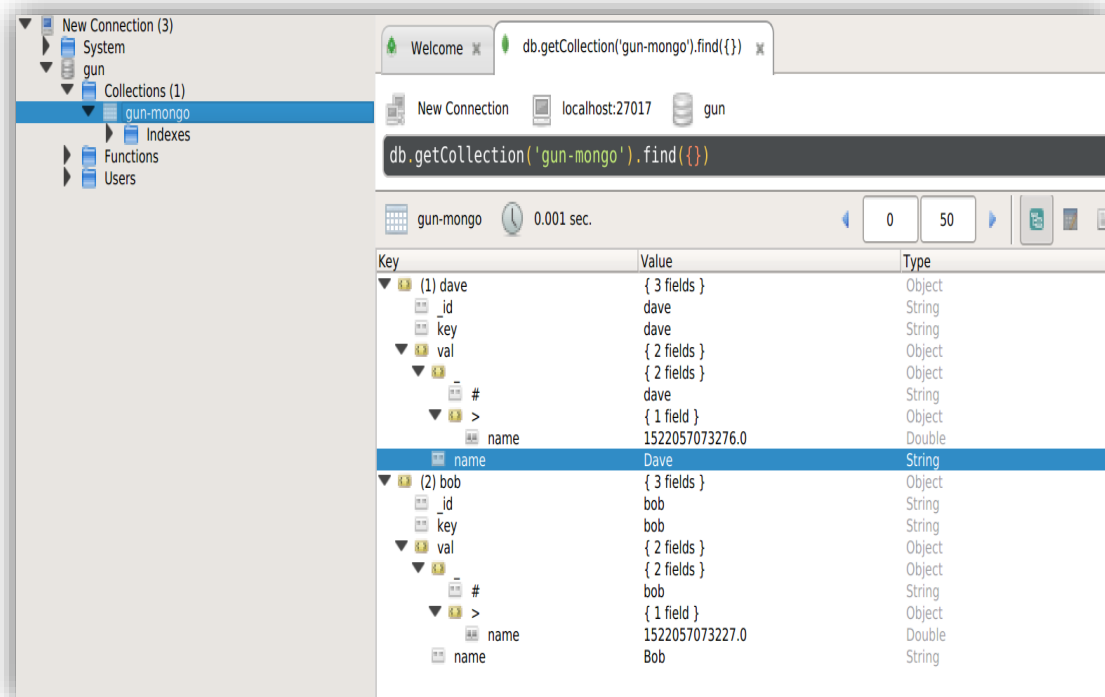 New Connection (3)
System
gun
Collections (1)
gun-mongo
Indexes
Functions
Users
Welcome
db.getCollection('gun-mongo').find({})
New Connection localhost:27017 gun
db.getCollection('gun-mongo').find({})
gun-mongo 0.001 sec. 0 50
Key Value Type
(1) dave { 3 fields } Object
_id dave String
key dave String
val { 2 fields } Object
_ { 2 fields } Object
# dave String
> { 1 field } Object
name 1522057073276.0 Double
name Dave String
(2) bob { 3 fields } Object
_id bob String
key bob String
val { 2 fields } Object
_ { 2 fields } Object
# bob String
> { 1 field } Object
name 1522057073227.0 Double
name Bob String